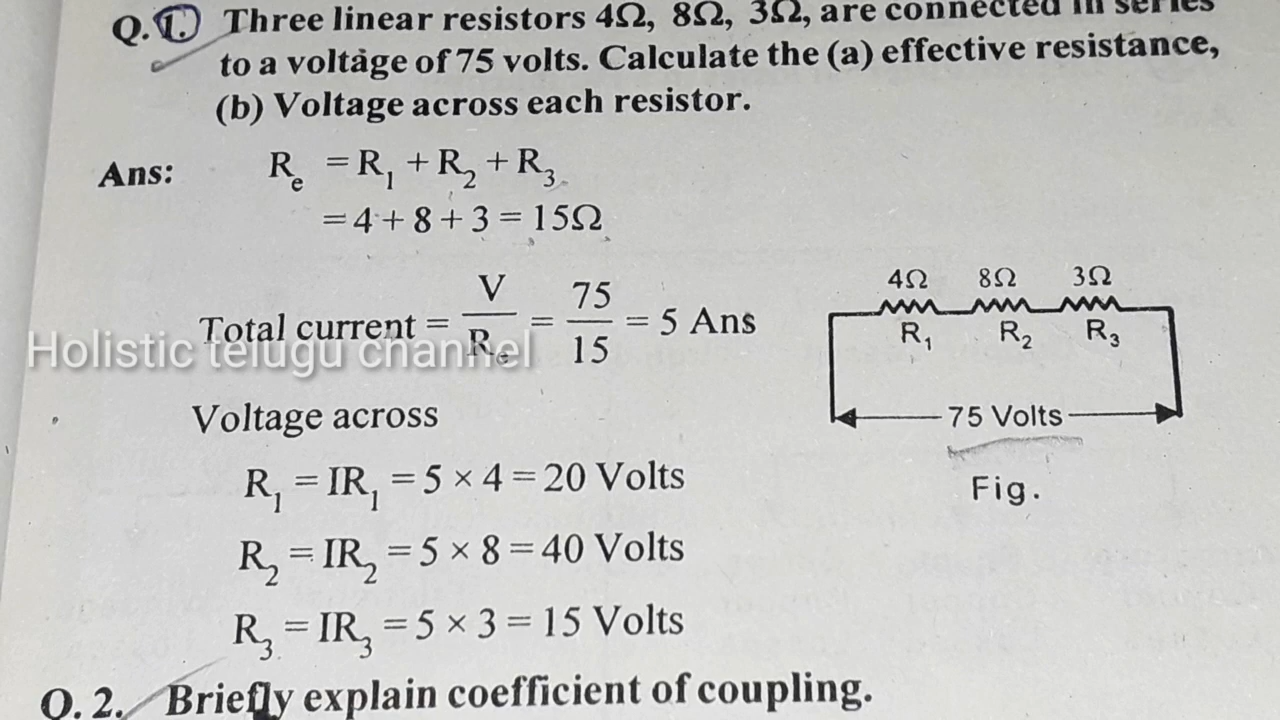 Q.1. Three linear resistors 4Ω, 8Ω, 3Ω, are connected in series
to a voltage of 75 volts. Calculate the (a) effective resistance,
(b) Voltage across each resistor.
Ans: Rₑ = R₁ + R₂ + R₃
= 4 + 8 + 3 = 15Ω
Total current = V/Rₑ = 75/15 = 5 Ans
Holistic telugu channel
Voltage across
R₁ = IR₁ = 5 × 4 = 20 Volts
R₂ = IR₂ = 5 × 8 = 40 Volts
R₃ = IR₃ = 5 × 3 = 15 Volts
4Ω 8Ω 3Ω
R₁ R₂ R₃
75 Volts
Fig.
Q. 2. Briefly explain coefficient of coupling.